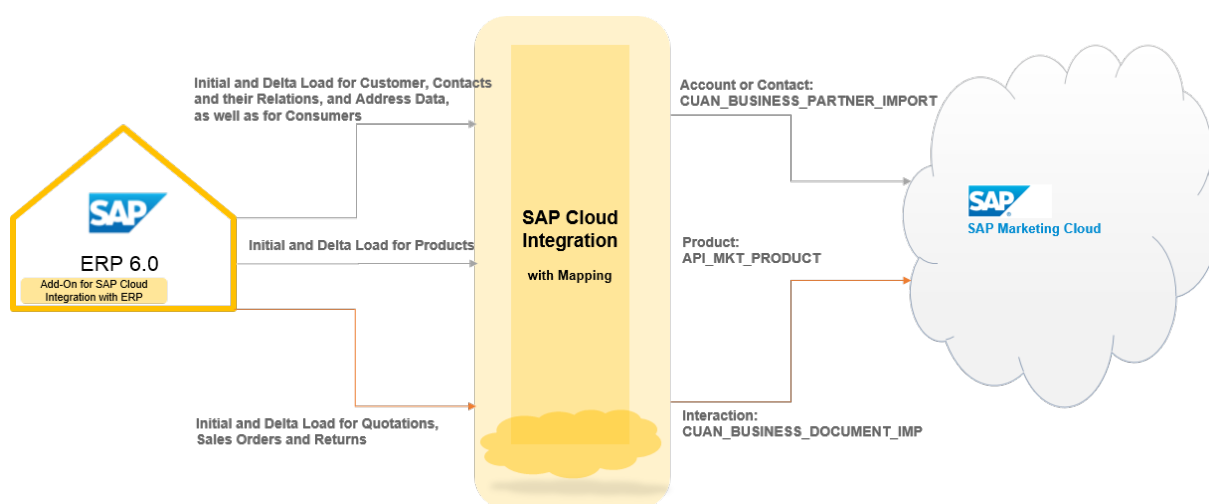 Initial and Delta Load for Customer, Contacts
and their Relations, and Address Data,
as well as for Consumers
SAP
ERP 6.0
Add-On for SAP Cloud
Integration with ERP
Initial and Delta Load for Products
Initial and Delta Load for Quotations,
Sales Orders and Returns
SAP Cloud
Integration
with Mapping
Account or Contact:
CUAN_BUSINESS_PARTNER_IMPORT
Product:
API_MKT_PRODUCT
Interaction:
CUAN_BUSINESS_DOCUMENT_IMP
SAP®
SAP Marketing Cloud